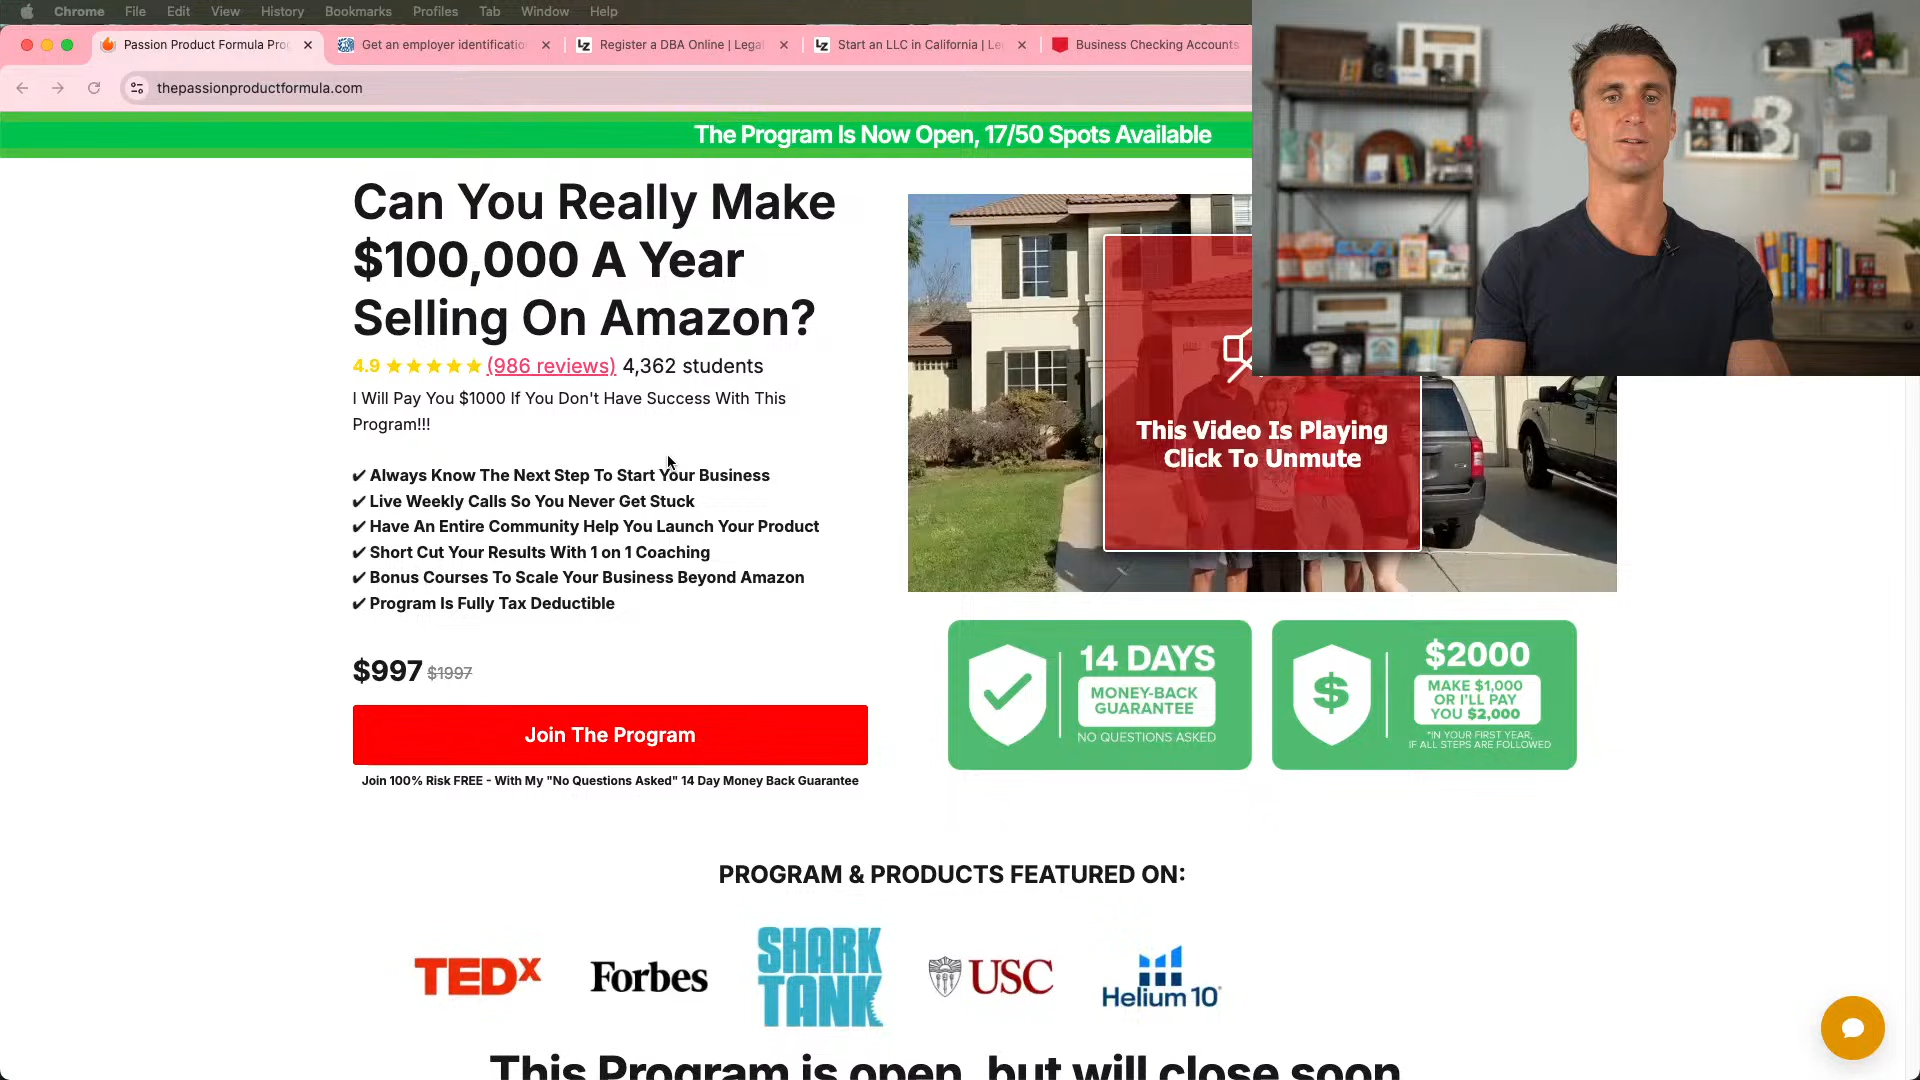 Chrome File Edit View History Bookmarks Profiles Tab Window Help
Passion Product Formula Pro
Get an employer identificatio
Register a DBA Online | Legal
Start an LLC in California | Le
Business Checking Accounts
thepassionproductformula.com
The Program Is Now Open, 17/50 Spots Available
Can You Really Make
$100,000 A Year
Selling On Amazon?
4.9 ★★★★★ (986 reviews) 4,362 students
I Will Pay You $1000 If You Don't Have Success With This
Program!!!
✔ Always Know The Next Step To Start Your Business
✔ Live Weekly Calls So You Never Get Stuck
✔ Have An Entire Community Help You Launch Your Product
✔ Short Cut Your Results With 1 on 1 Coaching
✔ Bonus Courses To Scale Your Business Beyond Amazon
✔ Program Is Fully Tax Deductible
$997 $1997
Join The Program
Join 100% Risk FREE - With My "No Questions Asked" 14 Day Money Back Guarantee
This Video Is Playing
Click To Unmute
14 DAYS
MONEY-BACK
GUARANTEE
NO QUESTIONS ASKED
$2000
MAKE $1,000
OR I'LL PAY
YOU $2,000
*IN YOUR FIRST YEAR,
IF ALL STEPS ARE FOLLOWED
PROGRAM & PRODUCTS FEATURED ON:
TEDx
Forbes
SHARK
TANK
USC
Helium 10
This Program is open, but will close soon